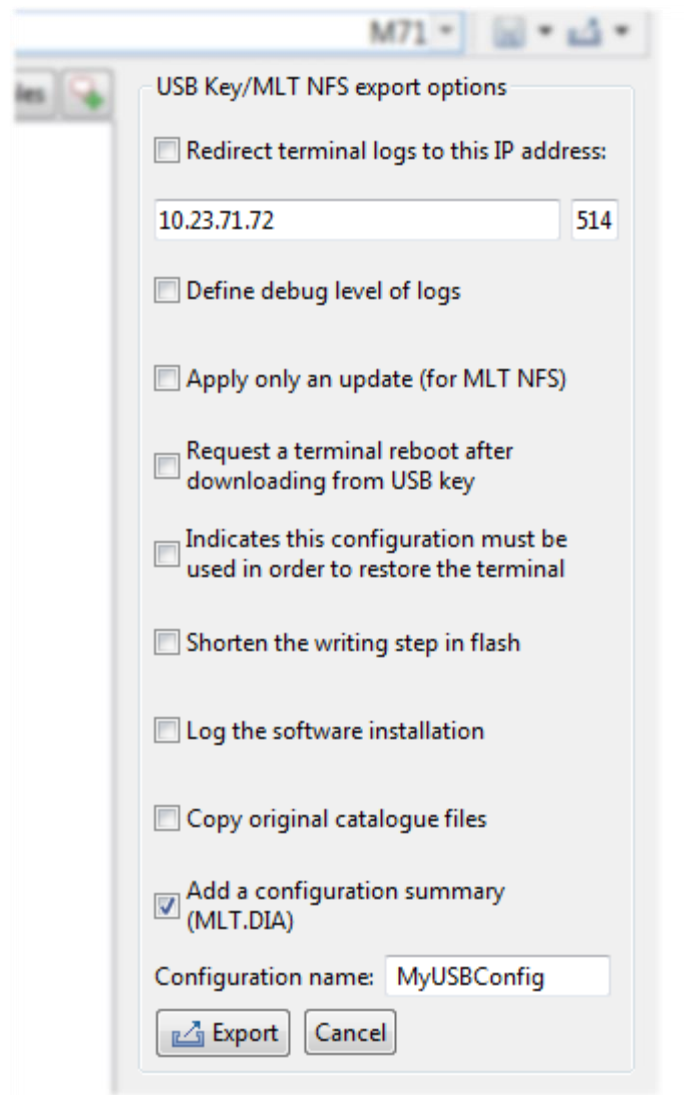 M71
USB Key/MLT NFS export options
Redirect terminal logs to this IP address:
10.23.71.72 514
Define debug level of logs
Apply only an update (for MLT NFS)
Request a terminal reboot after
downloading from USB key
Indicates this configuration must be
used in order to restore the terminal
Shorten the writing step in flash
Log the software installation
Copy original catalogue files
Add a configuration summary
(MLT.DIA)
Configuration name: MyUSBConfig
Export Cancel